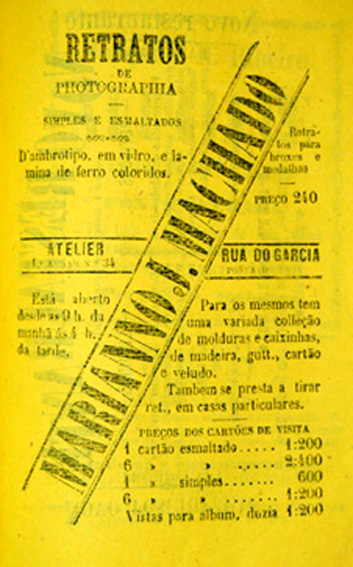 RETRATOS
DE
PHOTOGRAPHIA
SIMPLES E ESMALTADOS
D'ambrotipo, em vidro, e la-
mina de ferro coloridos.
Retra-
tos para
broxes e
medalhas
PREÇO 240
MARIANNO J. MACHADO
ATELIER
N.º 34
RUA DO GARCIA
Está aberto
desde as 9 h. da
manhã ás 4 h.
da tarde.
Para os mesmos tem
uma variada colleção
de molduras e caixinhas,
de madeira, gutt., cartão
e veludo.
Tambem se presta a tirar
ret., em casas particulares.
PREÇOS DOS CARTÕES DE VISITA
1 cartão esmaltado...... 1:200
6 » » ...... 2:400
1 » simples...... 600
6 » » ...... 1:200
Vistas para album, duzia 1:200